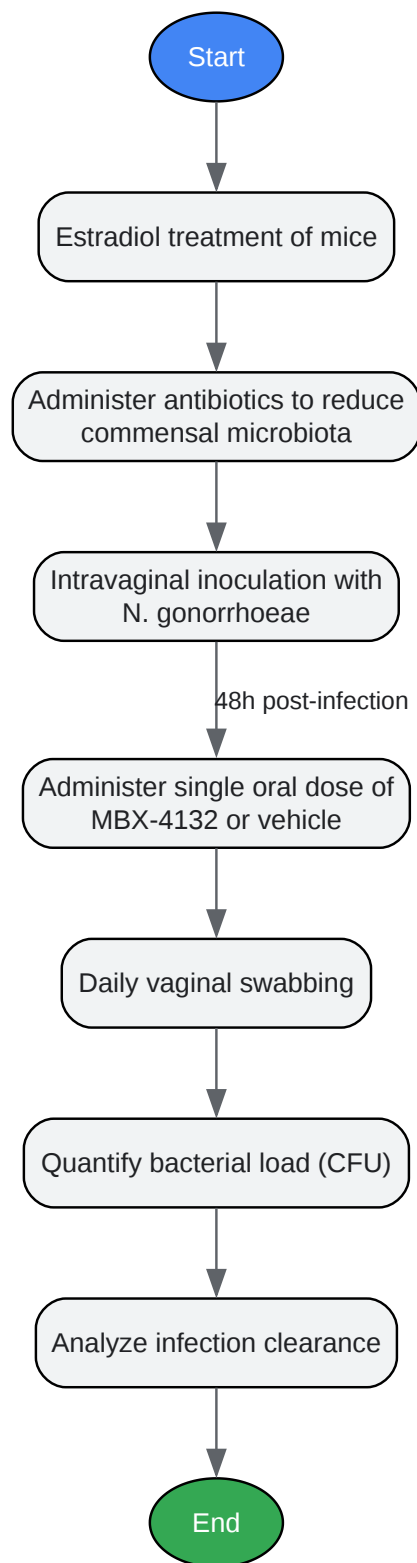 Start
Estradiol treatment of mice
Administer antibiotics to reduce
commensal microbiota
Intravaginal inoculation with
N. gonorrhoeae
48h post-infection
Administer single oral dose of
MBX-4132 or vehicle
Daily vaginal swabbing
Quantify bacterial load (CFU)
Analyze infection clearance
End